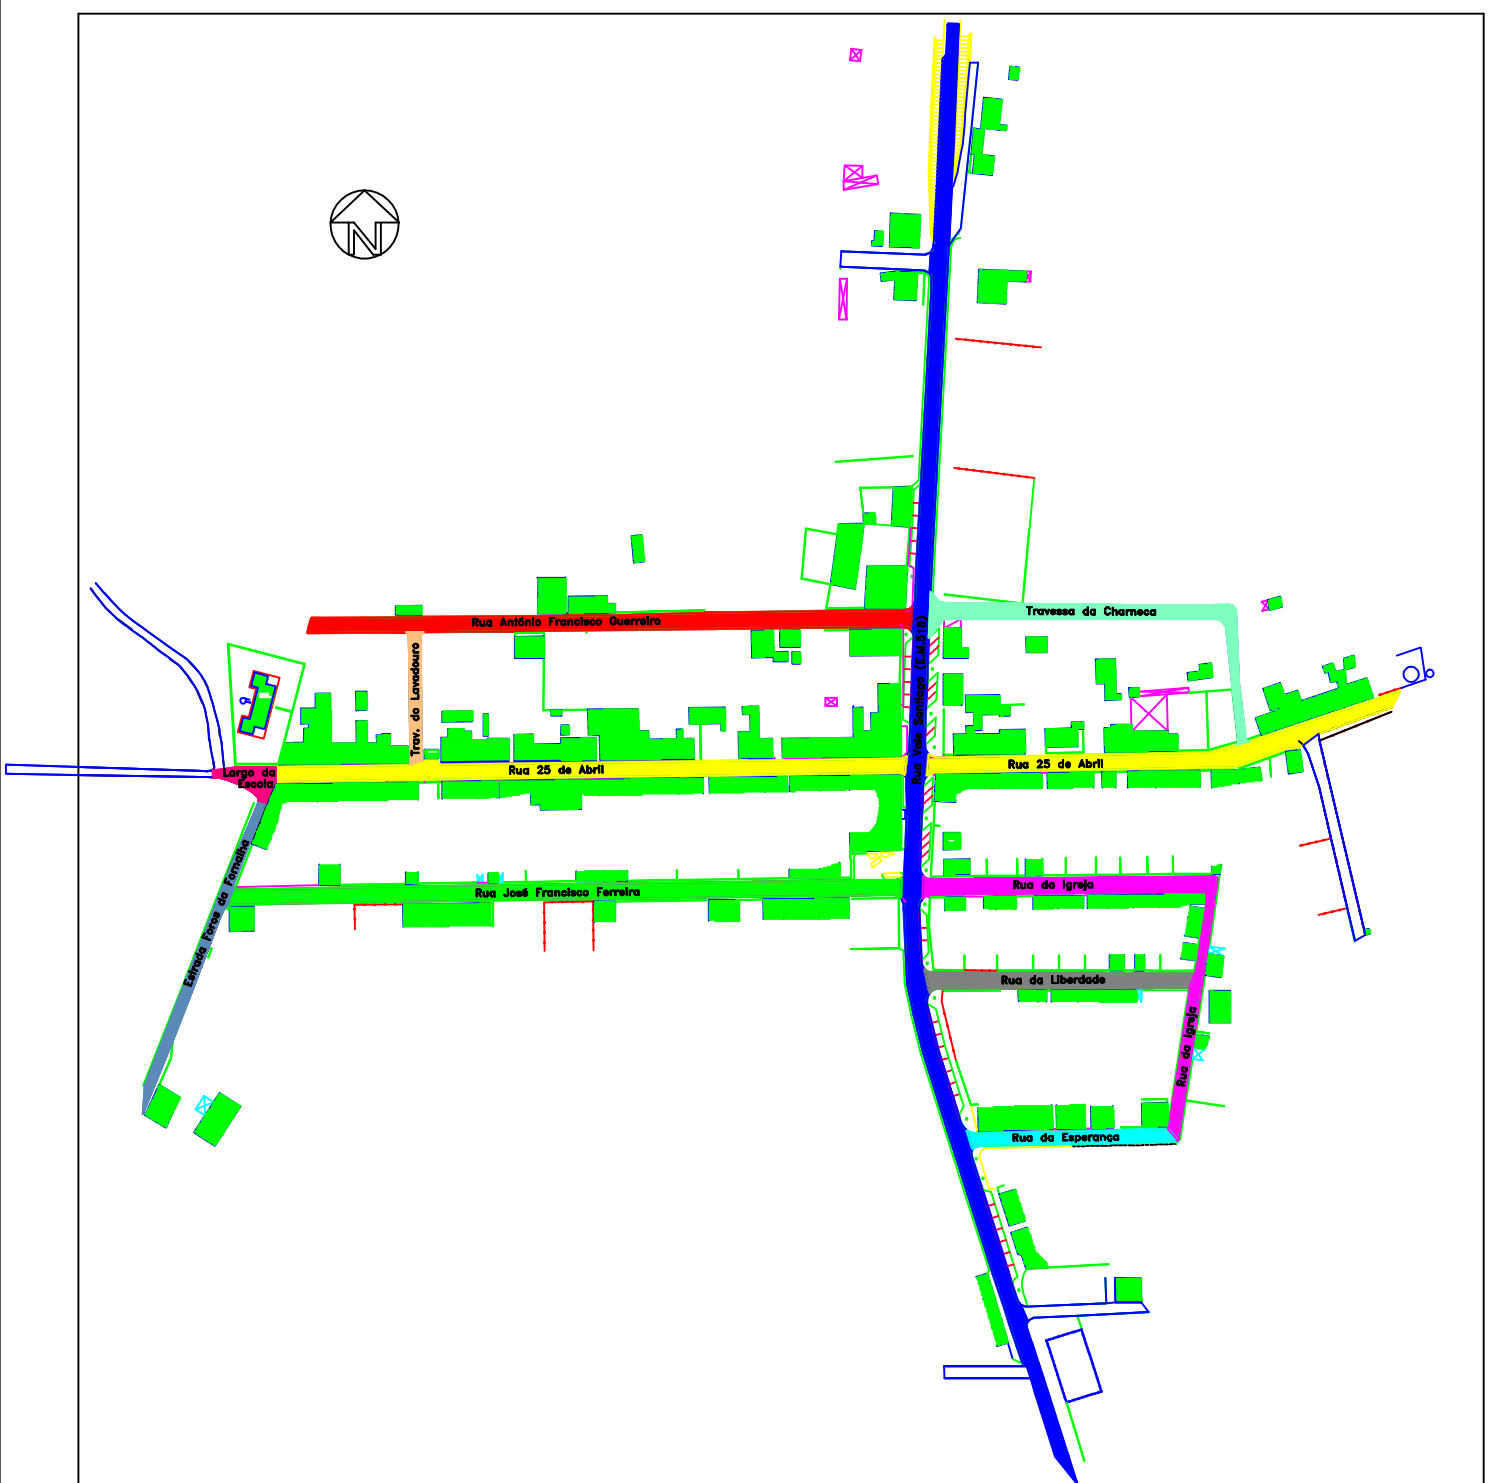 N
Travessa da Charneca
Rua António Francisco Guerreiro
Trav. do Lavadouro
Rua Vale Santiago (E.M.518)
Rua 25 de Abril
Rua 25 de Abril
Largo da
Escola
Estrada Foros da Fornalha
Rua José Francisco Ferreira
Rua da Igreja
Rua da Liberdade
Rua da Igreja
Rua da Esperança